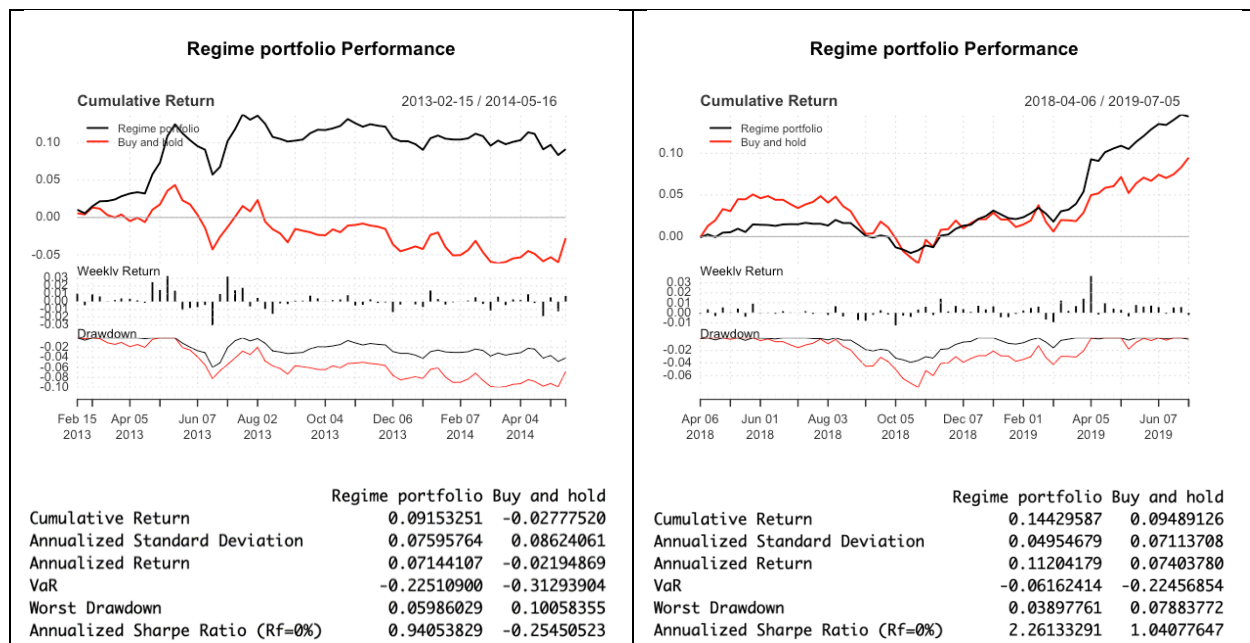 Regime portfolio Performance
Cumulative Return 2013-02-15 / 2014-05-16
Regime portfolio
Buy and hold
0.10
0.05
0.00
-0.05
Weekly Return
0.03
0.02
0.01
0.00
-0.01
-0.02
-0.03
Drawdown
-0.02
-0.04
-0.06
-0.08
-0.10
Feb 15 Apr 05 Jun 07 Aug 02 Oct 04 Dec 06 Feb 07 Apr 04
2013 2013 2013 2013 2013 2013 2014 2014
Regime portfolio Buy and hold
Cumulative Return 0.09153251 -0.02777520
Annualized Standard Deviation 0.07595764 0.08624061
Annualized Return 0.07144107 -0.02194869
VaR -0.22510900 -0.31293904
Worst Drawdown 0.05986029 0.10058355
Annualized Sharpe Ratio (Rf=0%) 0.94053829 -0.25450523
Regime portfolio Performance
Cumulative Return 2018-04-06 / 2019-07-05
Regime portfolio
Buy and hold
0.10
0.05
0.00
Weekly Return
0.03
0.02
0.01
0.00
-0.01
Drawdown
-0.02
-0.04
-0.06
Apr 06 Jun 01 Aug 03 Oct 05 Dec 07 Feb 01 Apr 05 Jun 07
2018 2018 2018 2018 2018 2019 2019 2019
Regime portfolio Buy and hold
Cumulative Return 0.14429587 0.09489126
Annualized Standard Deviation 0.04954679 0.07113708
Annualized Return 0.11204179 0.07403780
VaR -0.06162414 -0.22456854
Worst Drawdown 0.03897761 0.07883772
Annualized Sharpe Ratio (Rf=0%) 2.26133291 1.04077647